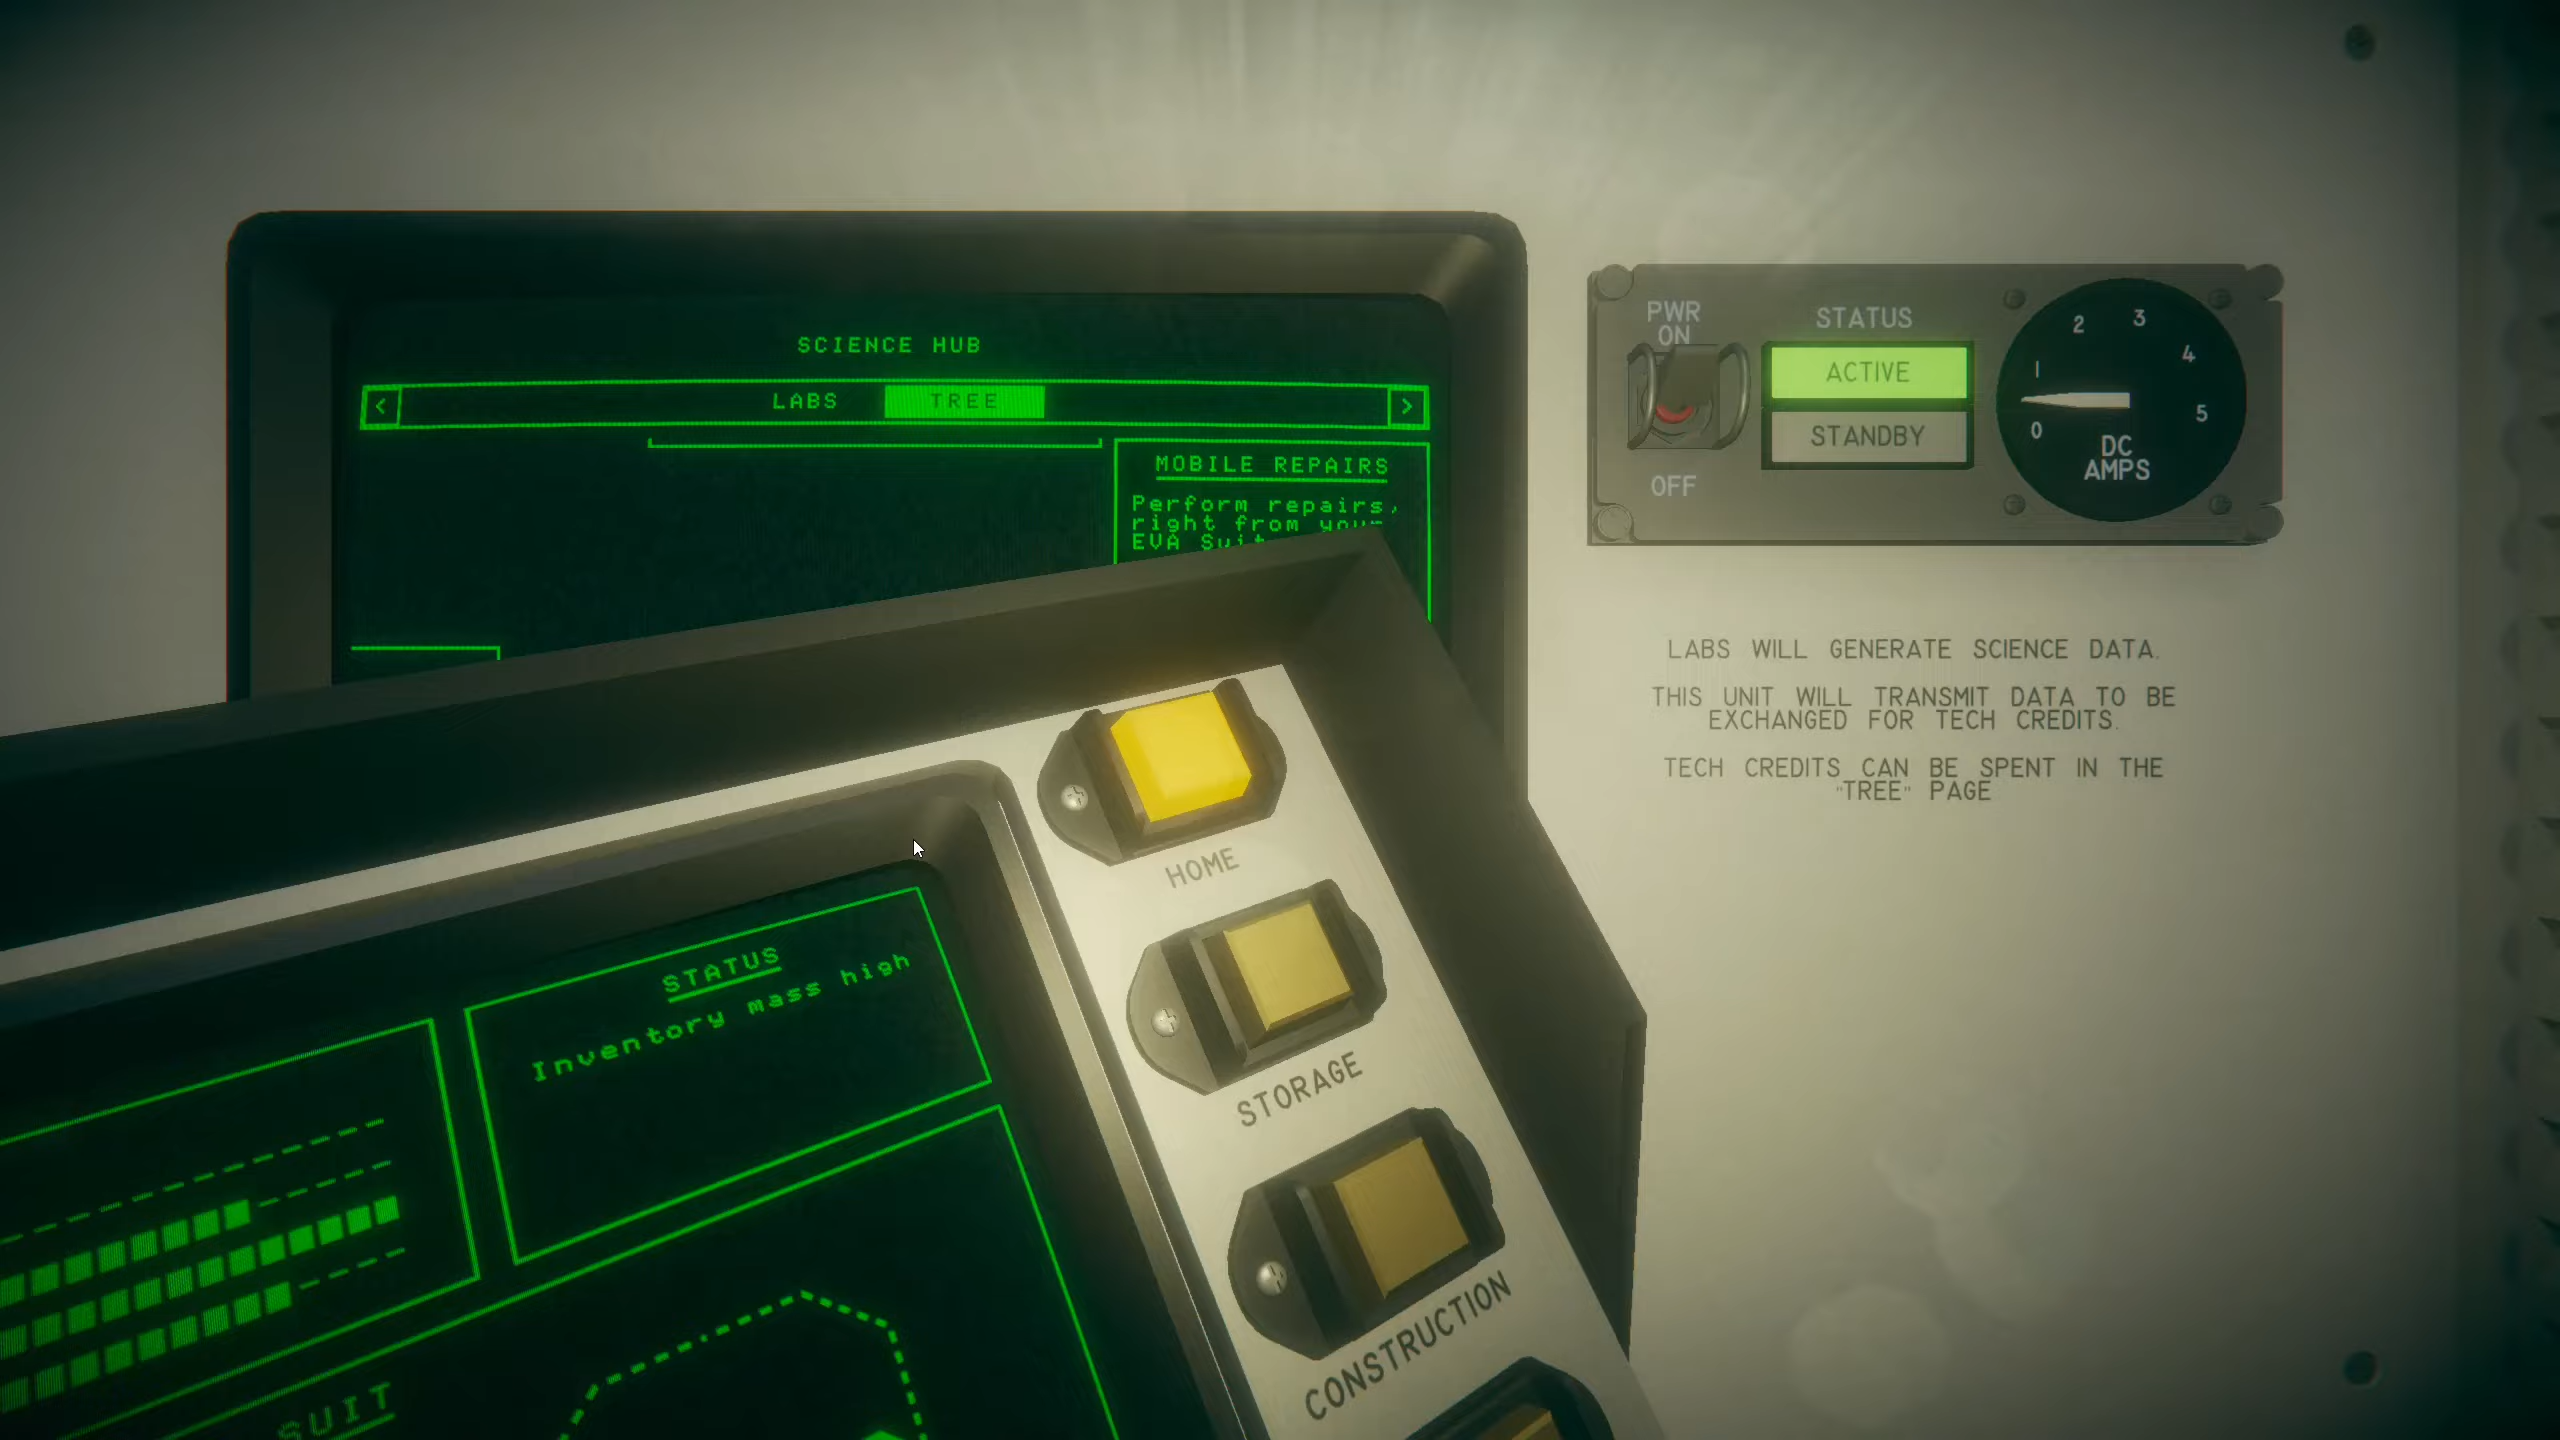 SCIENCE HUB
<
LABS
TREE
>
MOBILE REPAIRS
Perform repairs,
right from your
EVA Suit
PWR
ON
OFF
STATUS
ACTIVE
STANDBY
0
1
2
3
4
5
DC
AMPS
LABS WILL GENERATE SCIENCE DATA.
THIS UNIT WILL TRANSMIT DATA TO BE
EXCHANGED FOR TECH CREDITS.
TECH CREDITS CAN BE SPENT IN THE
"TREE" PAGE
HOME
STORAGE
CONSTRUCTION
STATUS
Inventory mass high
SUIT